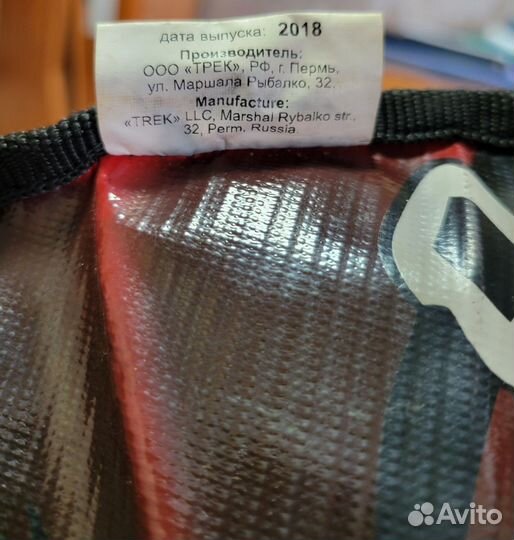 дата выпуска: 2018
Производитель:
ООО «ТРЕК», РФ, г. Пермь,
ул. Маршала Рыбалко, 32.
Manufacture:
«TREK» LLC, Marshal Rybalko str.,
32, Perm. Russia.
Avito